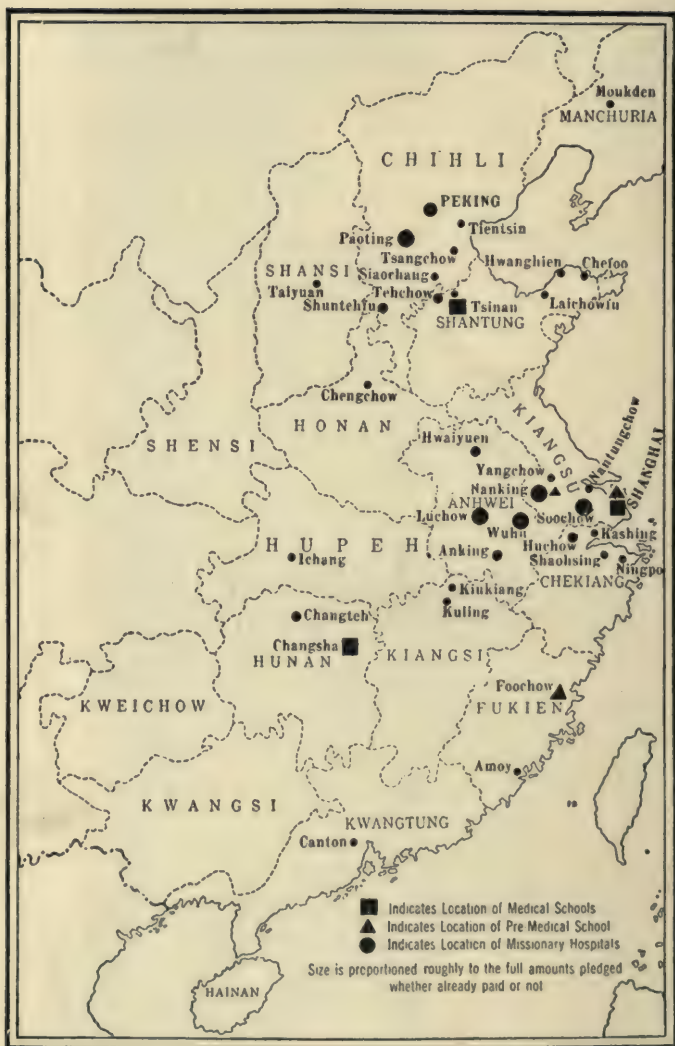 Moukden
MANCHURIA
CHIHLI
PEKING
Tientsin
Paoting
Tsangchow
Hwanghien
Chefoo
SHANSI
Siaochang
Taiyuan
Tehchow
Laichowfu
Shuntehfu
Tsinan
SHANTUNG
Chengchow
HONAN
KIANGSU
SHENSI
Hwaiyuen
Nantungchow
SHANGHAI
Yangchow
Nanking
ANHWEI
Luchow
Soochow
Wuhu
HUPEH
Huchow
Kashing
Ichang
Anking
Shaohsing
Ningpo
CHEKIANG
Kiukiang
Changteh
Kuling
Changsha
HUNAN
KIANGSI
Foochow
KWEICHOW
FUKIEN
Amoy
KWANGSI
KWANGTUNG
Canton
Indicates Location of Medical Schools
Indicates Location of Pre Medical School
Indicates Location of Missionary Hospitals
Size is proportioned roughly to the full amounts pledged
whether already paid or not
HAINAN